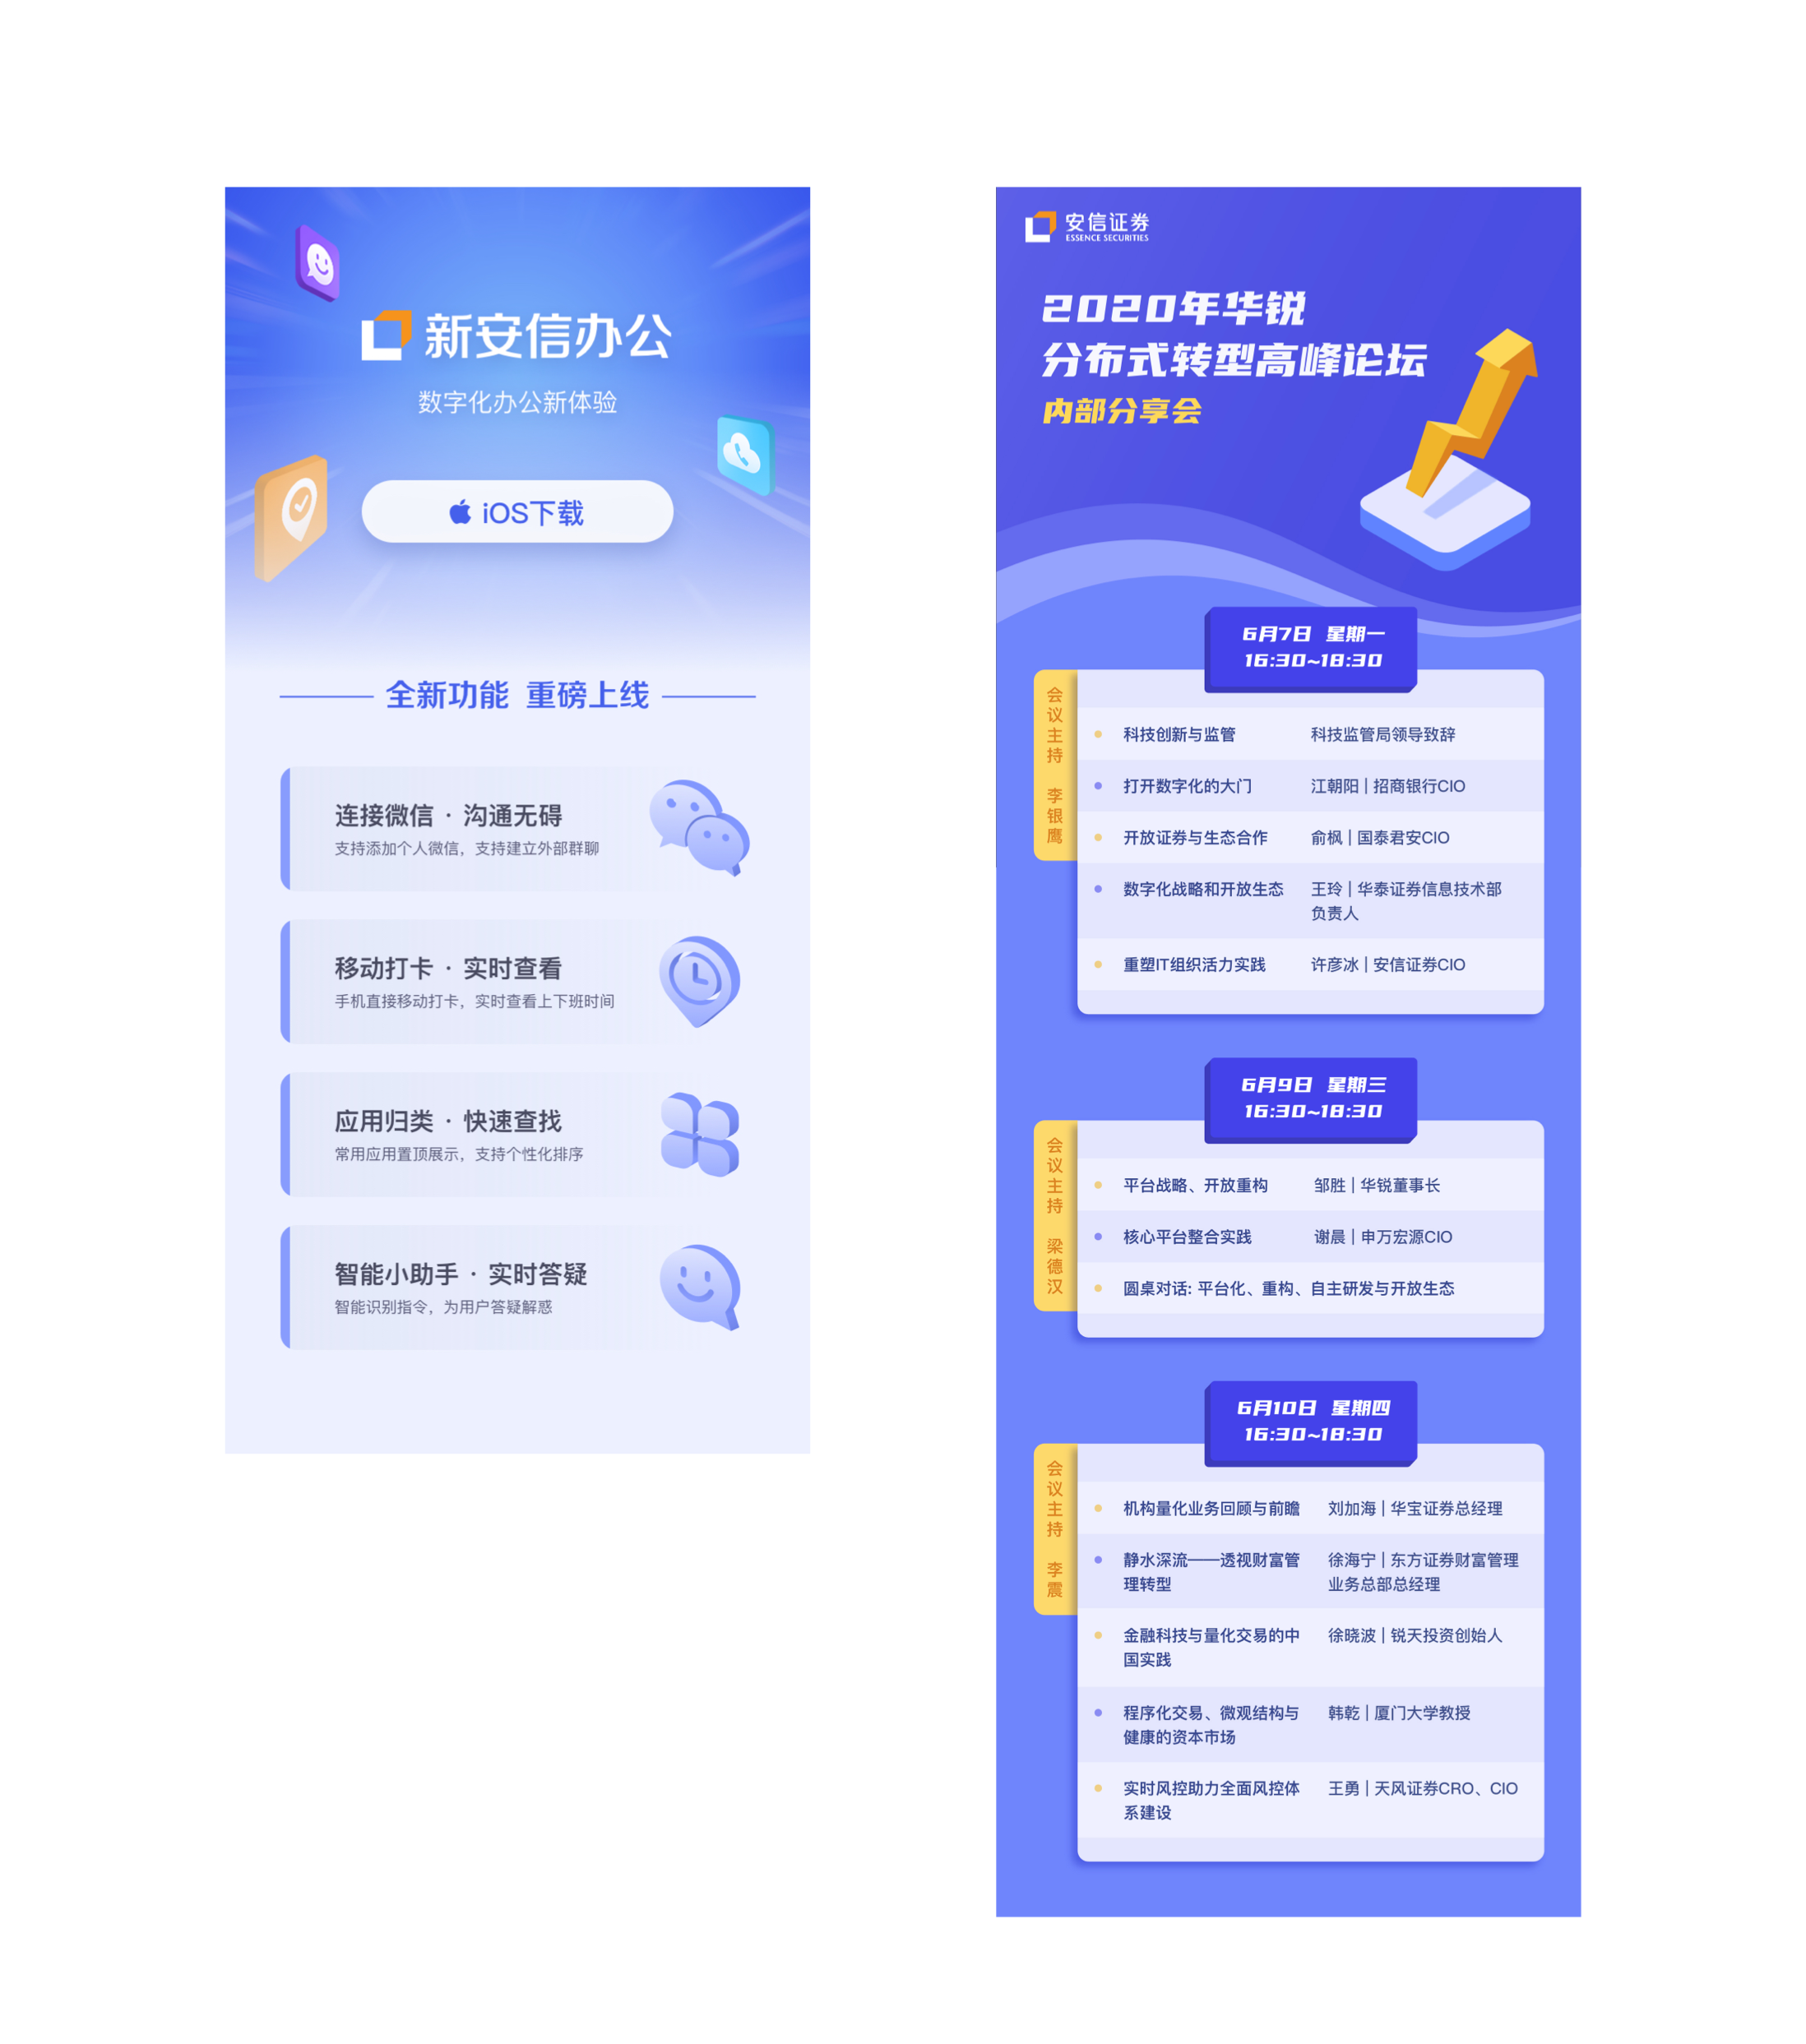 新安信办公
数字化办公新体验
iOS下载
全新功能 重磅上线
连接微信 · 沟通无碍
支持添加个人微信，支持建立外部群聊
移动打卡 · 实时查看
手机直接移动打卡，实时查看上下班时间
应用归类 · 快速查找
常用应用置顶展示，支持个性化排序
智能小助手 · 实时答疑
智能识别指令，为用户答疑解惑
安信证券
ESSENCE SECURITIES
2020年华锐
分布式转型高峰论坛
内部分享会
6月7日 星期一
16:30~18:30
会议主持 李银鹰
科技创新与监管 科技监管局领导致辞
打开数字化的大门 江朝阳 | 招商银行CIO
开放证券与生态合作 俞枫 | 国泰君安CIO
数字化战略和开放生态 王玲 | 华泰证券信息技术部
负责人
重塑IT组织活力实践 许彦冰 | 安信证券CIO
6月9日 星期三
16:30~18:30
会议主持 梁德汉
平台战略、开放重构 邹胜 | 华锐董事长
核心平台整合实践 谢晨 | 申万宏源CIO
圆桌对话: 平台化、重构、自主研发与开放生态
6月10日 星期四
16:30~18:30
会议主持 李震
机构量化业务回顾与前瞻 刘加海 | 华宝证券总经理
静水深流——透视财富管 徐海宁 | 东方证券财富管理
理转型 业务总部总经理
金融科技与量化交易的中 徐晓波 | 锐天投资创始人
国实践
程序化交易、微观结构与 韩乾 | 厦门大学教授
健康的资本市场
实时风控助力全面风控体 王勇 | 天风证券CRO、CIO
系建设